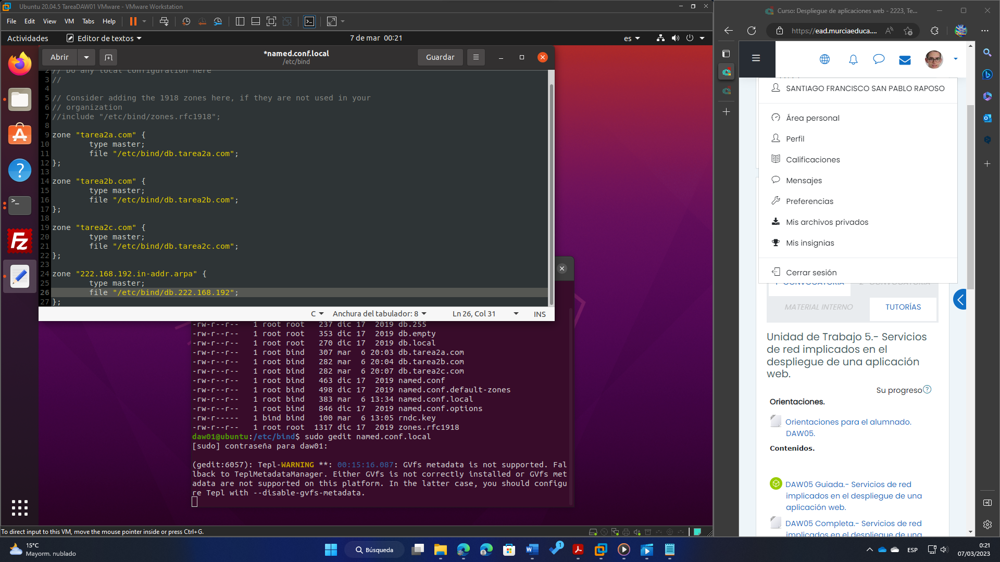 Ubuntu 20.04.5 TareaDAW01 VMware - VMware Workstation
File Edit View VM Tabs Help
Actividades
Editor de textos
7 de mar 00:21
es
Abrir
*named.conf.local
/etc/bind
Guardar
2 // Do any local configuration here
3 //
4
5 // Consider adding the 1918 zones here, if they are not used in your
6 // organization
7 //include "/etc/bind/zones.rfc1918";
8
9 zone "tarea2a.com" {
10 type master;
11 file "/etc/bind/db.tarea2a.com";
12 };
13
14 zone "tarea2b.com" {
15 type master;
16 file "/etc/bind/db.tarea2b.com";
17 };
18
19 zone "tarea2c.com" {
20 type master;
21 file "/etc/bind/db.tarea2c.com";
22 };
23
24 zone "222.168.192.in-addr.arpa" {
25 type master;
26 file "/etc/bind/db.222.168.192";
27 };
C
Anchura del tabulador: 8
Ln 26, Col 31
INS
-rw-r--r-- 1 root root 237 dic 17 2019 db.255
-rw-r--r-- 1 root root 353 dic 17 2019 db.empty
-rw-r--r-- 1 root root 270 dic 17 2019 db.local
-rw-r--r-- 1 root bind 307 mar 6 20:03 db.tarea2a.com
-rw-r--r-- 1 root bind 282 mar 6 20:04 db.tarea2b.com
-rw-r--r-- 1 root bind 282 mar 6 20:07 db.tarea2c.com
-rw-r--r-- 1 root bind 463 dic 17 2019 named.conf
-rw-r--r-- 1 root bind 498 dic 17 2019 named.conf.default-zones
-rw-r--r-- 1 root bind 383 mar 6 13:34 named.conf.local
-rw-r--r-- 1 root bind 846 dic 17 2019 named.conf.options
-rw-r----- 1 bind bind 100 mar 6 13:05 rndc.key
-rw-r--r-- 1 root root 1317 dic 17 2019 zones.rfc1918
daw01@ubuntu:/etc/bind$ sudo gedit named.conf.local
[sudo] contraseña para daw01:
(gedit:6057): Tepl-WARNING **: 00:15:16.087: GVfs metadata is not supported. Fal
lback to TeplMetadataManager. Either GVfs is not correctly installed or GVfs met
adata are not supported on this platform. In the latter case, you should configu
re Tepl with --disable-gvfs-metadata.
To direct input to this VM, move the mouse pointer inside or press Ctrl+G.
Curso: Despliegue de aplicaciones web - 2223, Te...
https://ead.murciaeduca....
SANTIAGO FRANCISCO SAN PABLO RAPOSO
Área personal
Perfil
Calificaciones
Mensajes
Preferencias
Mis archivos privados
Mis insignias
Cerrar sesión
1ª CONVOCATORIA
2ª CONVOCATORIA
MATERIAL INTERNO
TUTORÍAS
Unidad de Trabajo 5.- Servicios
de red implicados en el
despliegue de una aplicación
web.
Su progreso
Orientaciones.
Orientaciones para el alumnado.
DAW05.
Contenidos.
DAW05 Guiada.- Servicios de red
implicados en el despliegue de una
aplicación web.
DAW05 Completa.- Servicios de red
implicados en el despliegue de una
15°C
Mayorm. nublado
Búsqueda
1
ESP
0:21
07/03/2023